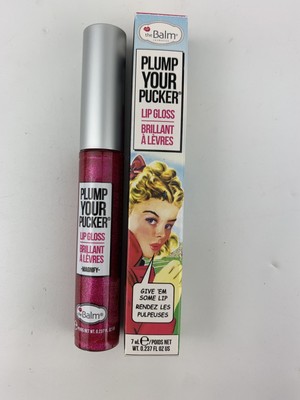 PLUMP
YOUR
PUCKER®
LIP GLOSS
BRILLANT
À LÈVRES
•MAGNIFY•
theBalm®
theBalm®
PLUMP
YOUR
PUCKER®
LIP GLOSS
BRILLANT
À LÈVRES
GIVE 'EM
SOME LIP
RENDEZ LES
PULPEUSES
7 mL e/POIDS NET
WT. 0.237 FL OZ US